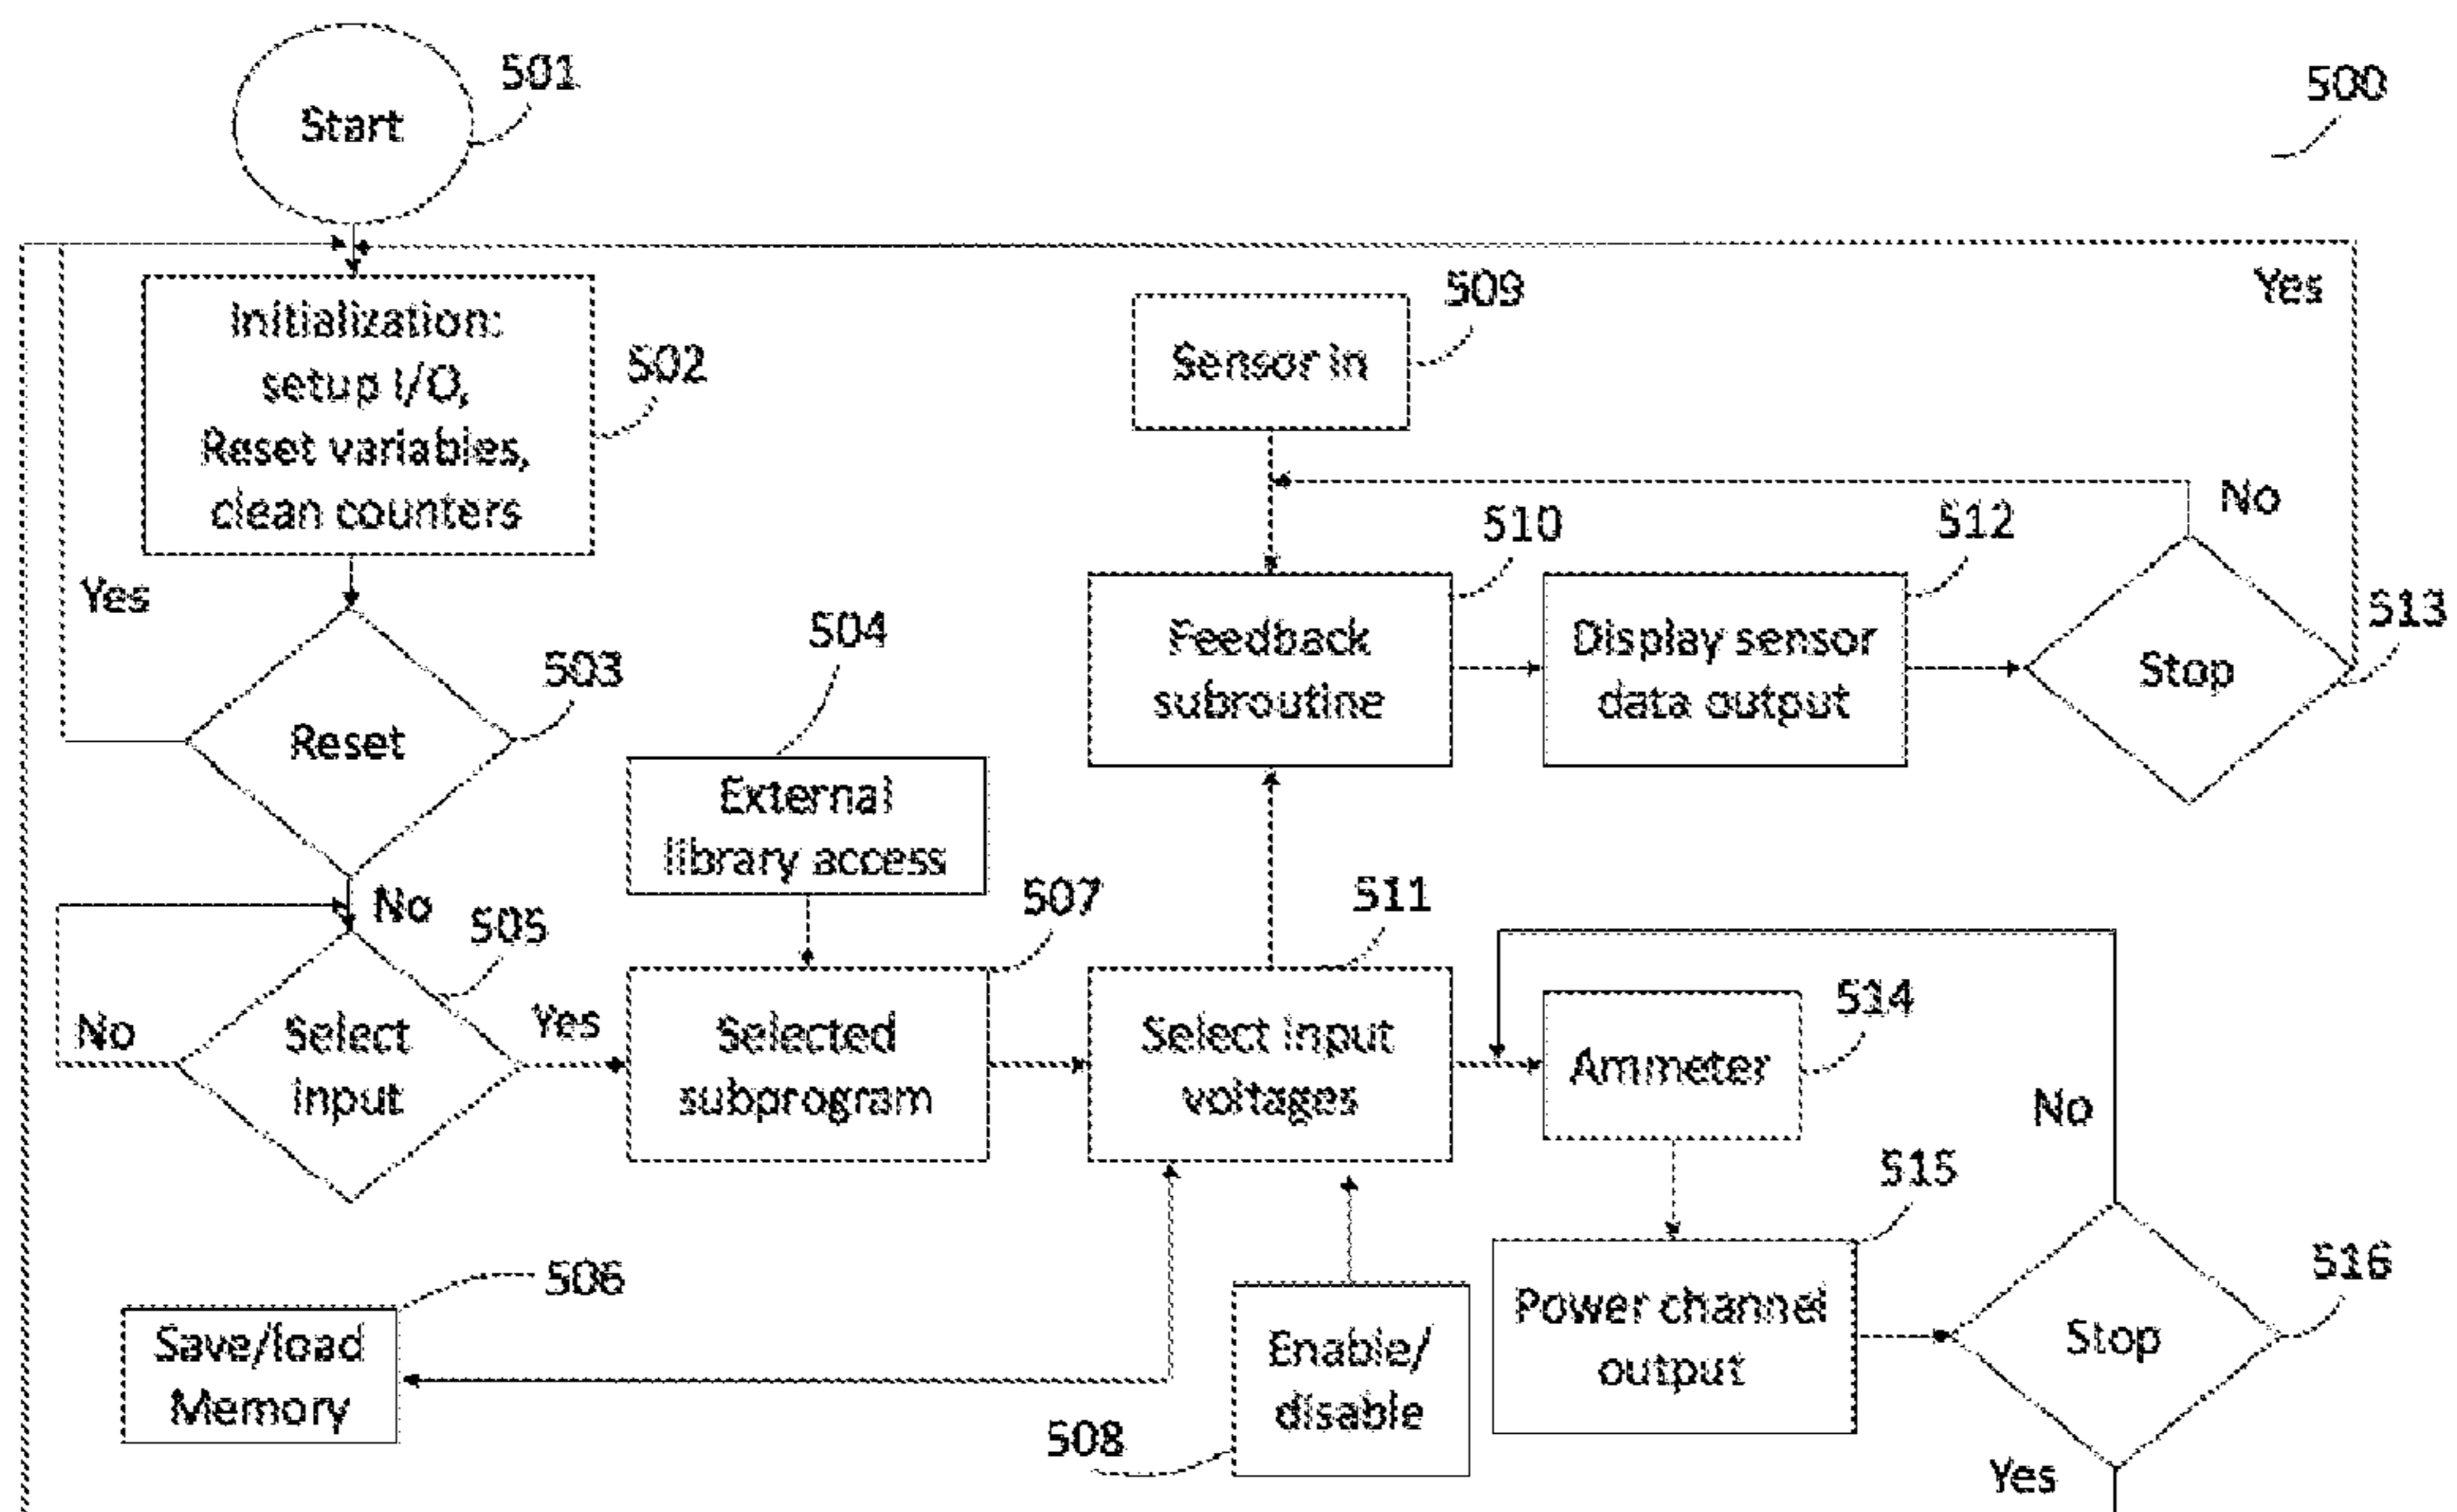 501
Start
500
Initialization:
setup I/O,
Reset variables,
clean counters
502
Yes
Reset
503
No
505
Select
input
No
Yes
504
External
library access
507
Selected
subprogram
506
Save/load
Memory
509
Sensor in
510
Feedback
subroutine
512
Display sensor
data output
No
Yes
513
Stop
511
Select input
voltages
514
Ammeter
No
515
Power channel
output
516
Stop
Yes
508
Enable/
disable